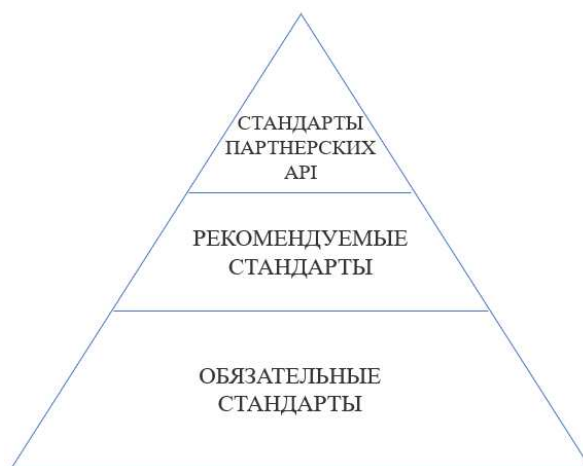 СТАНДАРТЫ
ПАРТНЕРСКИХ
API
РЕКОМЕНДУЕМЫЕ
СТАНДАРТЫ
ОБЯЗАТЕЛЬНЫЕ
СТАНДАРТЫ